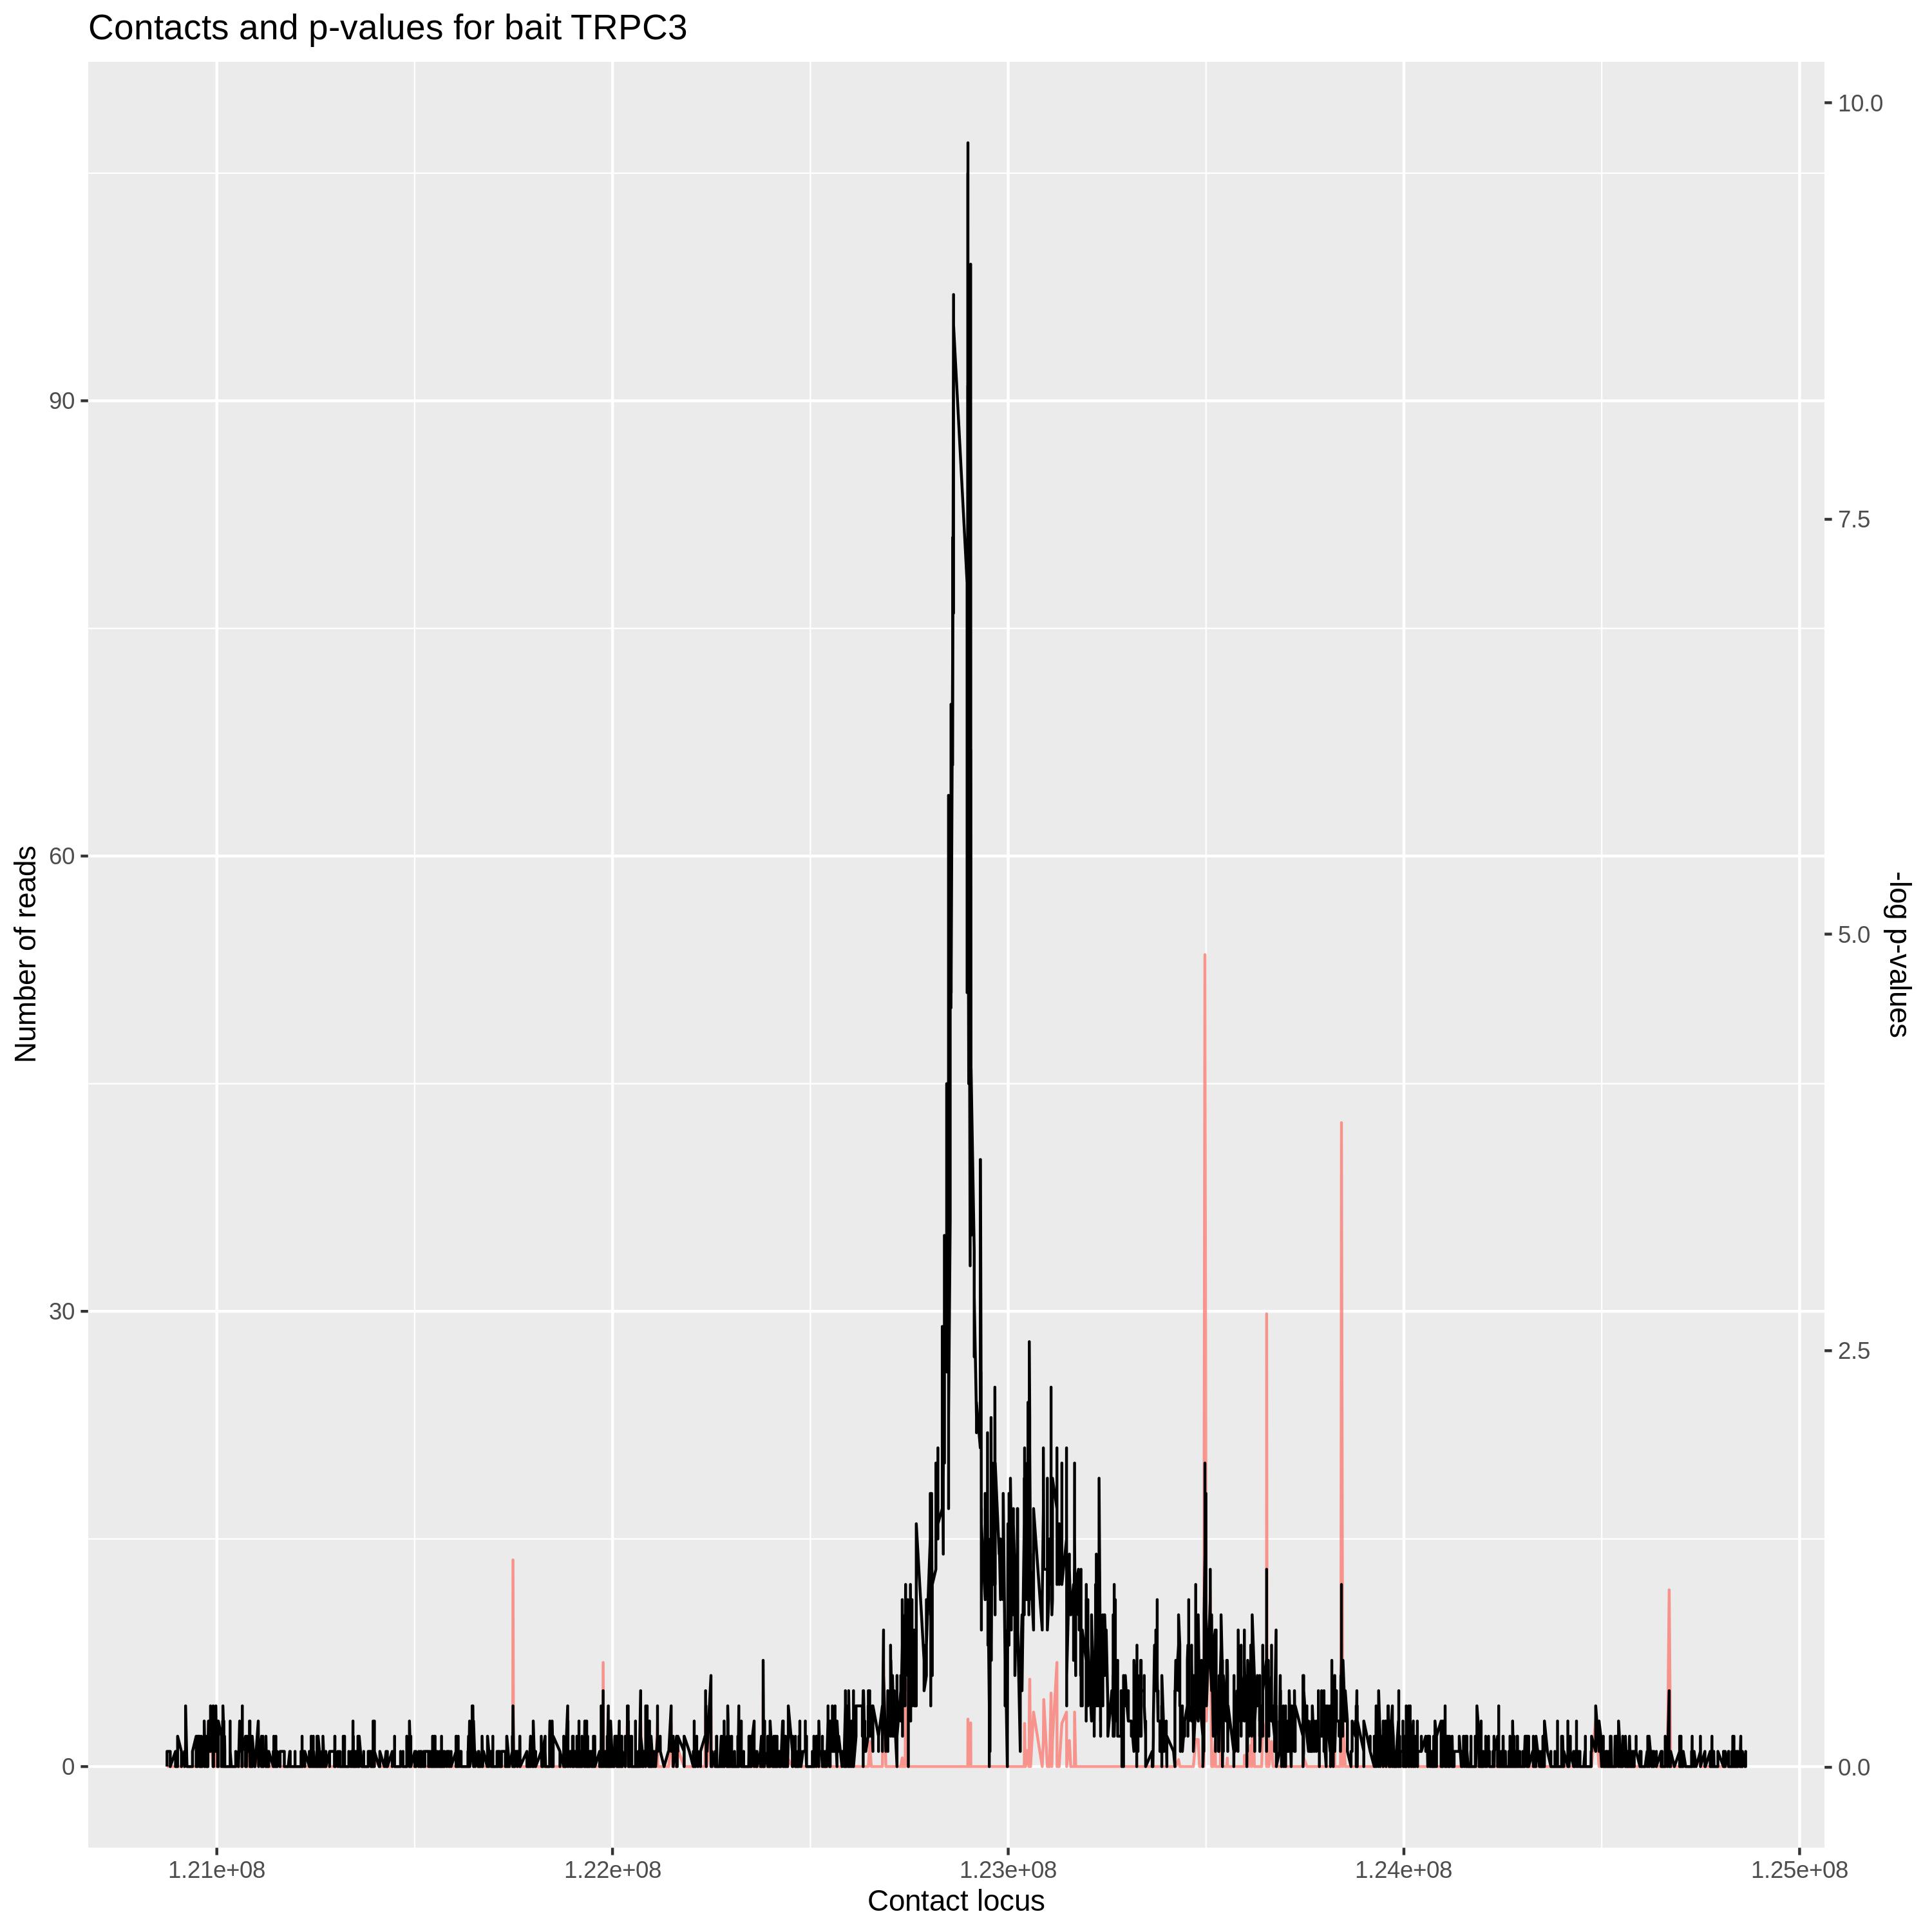 Contacts and p-values for bait TRPC3
10.0
90
7.5
60
5.0
Number of reads
-log p-values
30
2.5
0
0.0
1.21e+08 1.22e+08 1.23e+08 1.24e+08 1.25e+08
Contact locus